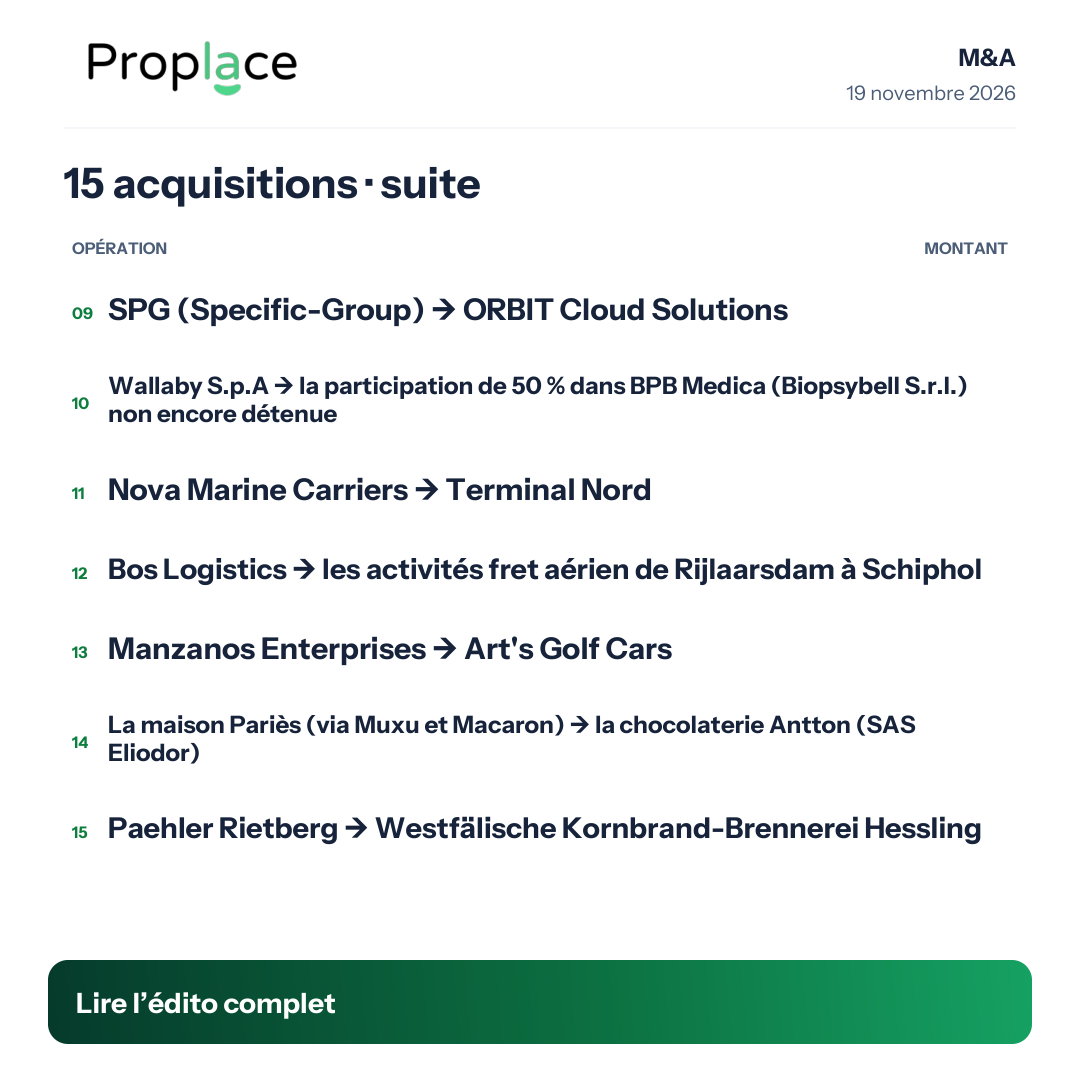 Proplace
M&A
19 novembre 2026
15 acquisitions · suite
OPÉRATION
MONTANT
09 SPG (Specific-Group) → ORBIT Cloud Solutions
10 Wallaby S.p.A → la participation de 50 % dans BPB Medica (Biopsybell S.r.l.)
non encore détenue
11 Nova Marine Carriers → Terminal Nord
12 Bos Logistics → les activités fret aérien de Rijlaarsdam à Schiphol
13 Manzanos Enterprises → Art's Golf Cars
14 La maison Pariès (via Muxu et Macaron) → la chocolaterie Antton (SAS
Eliodor)
15 Paehler Rietberg → Westfälische Kornbrand-Brennerei Hessling
Lire l’édito complet